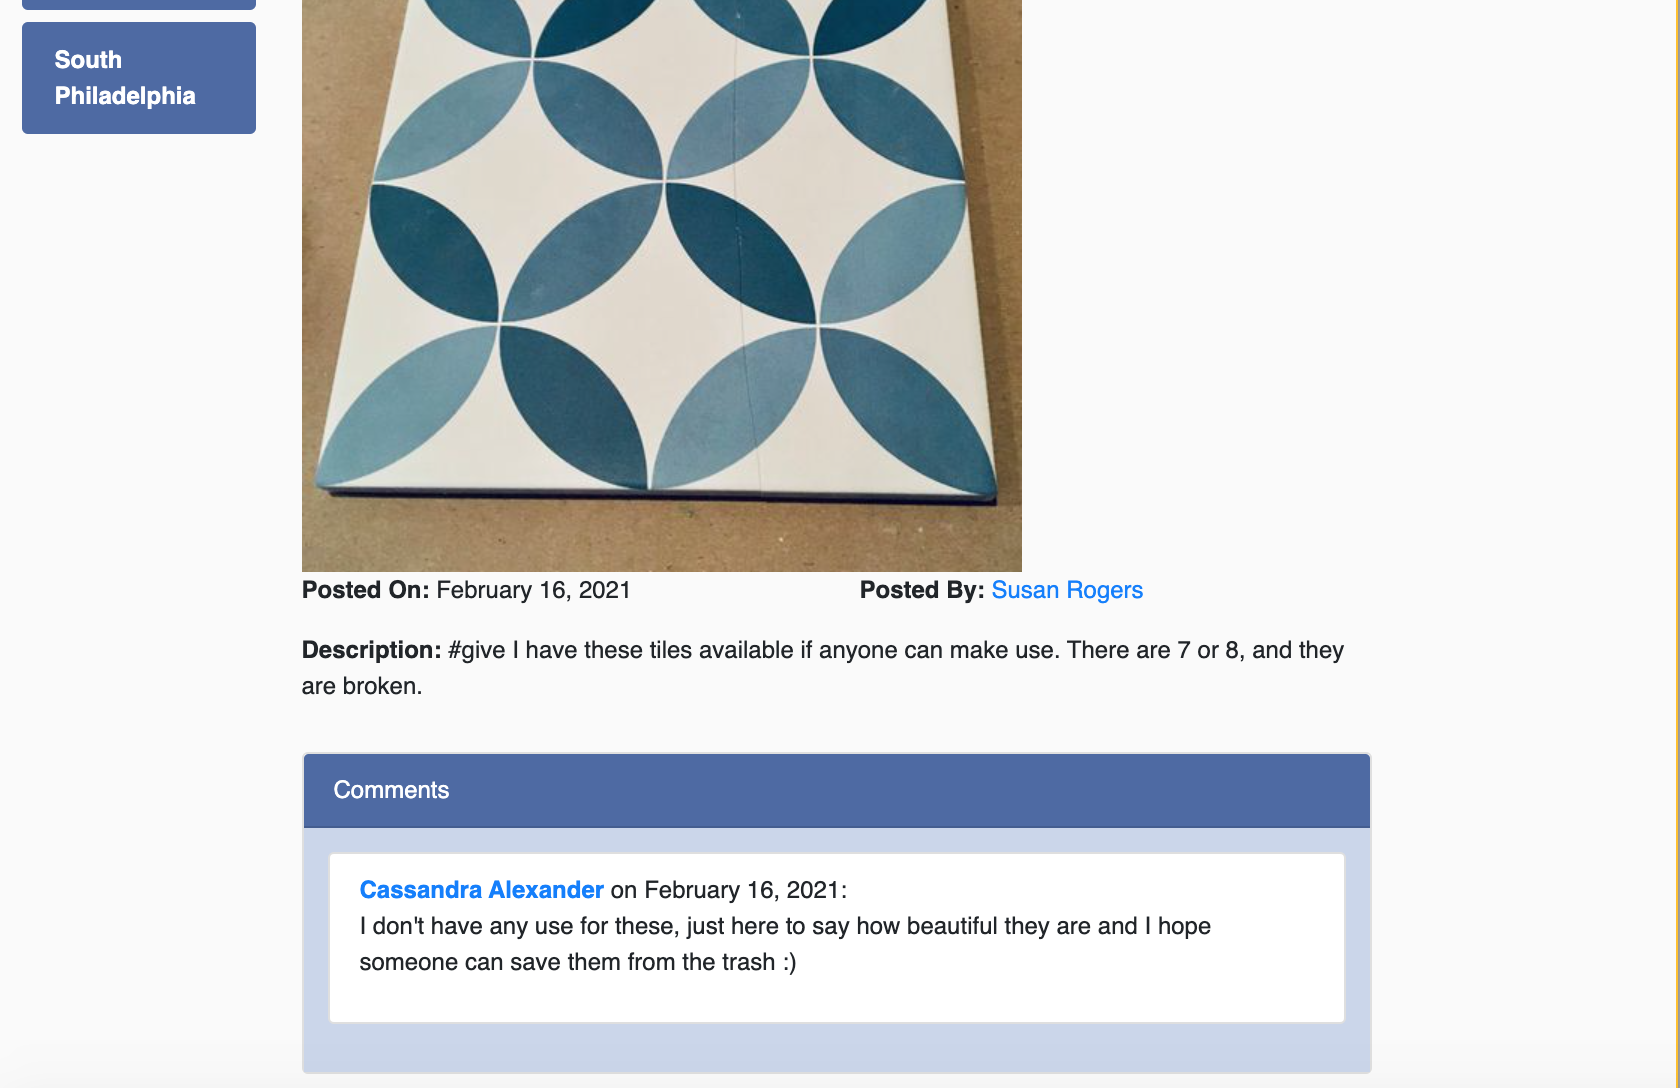 South
Philadelphia
Posted On: February 16, 2021
Posted By: Susan Rogers
Description: #give I have these tiles available if anyone can make use. There are 7 or 8, and they
are broken.
Comments
Cassandra Alexander on February 16, 2021:
I don't have any use for these, just here to say how beautiful they are and I hope
someone can save them from the trash :)